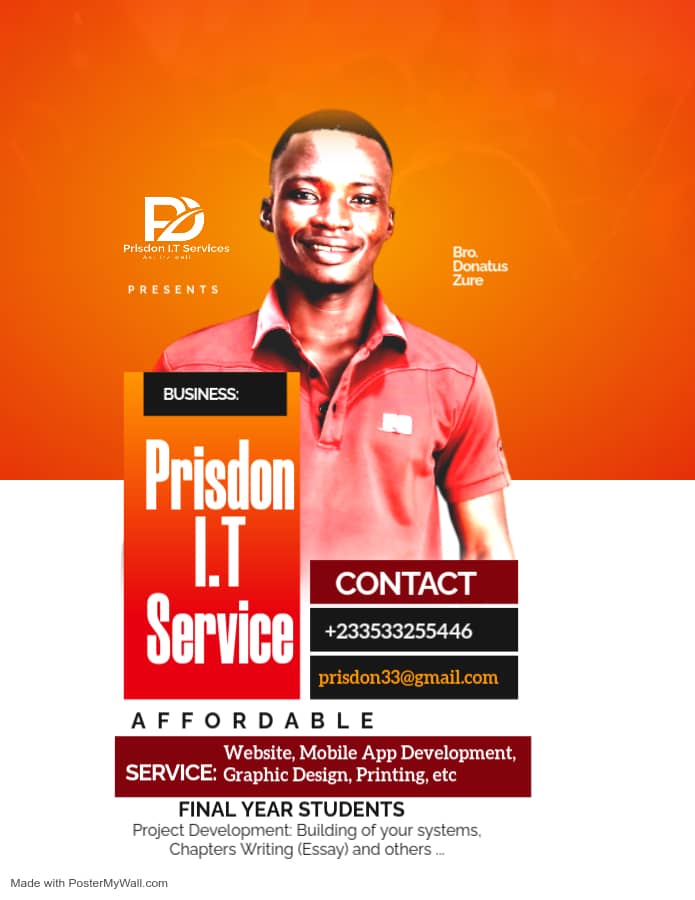 Prisdon I.T Services
PRESENTS
Bro.
Donatus
Zure
BUSINESS:
Prisdon
I.T
Service
CONTACT
+233533255446
prisdon33@gmail.com
AFFORDABLE
SERVICE:
Website, Mobile App Development,
Graphic Design, Printing, etc
FINAL YEAR STUDENTS
Project Development: Building of your systems,
Chapters Writing (Essay) and others ...
Made with PosterMyWall.com